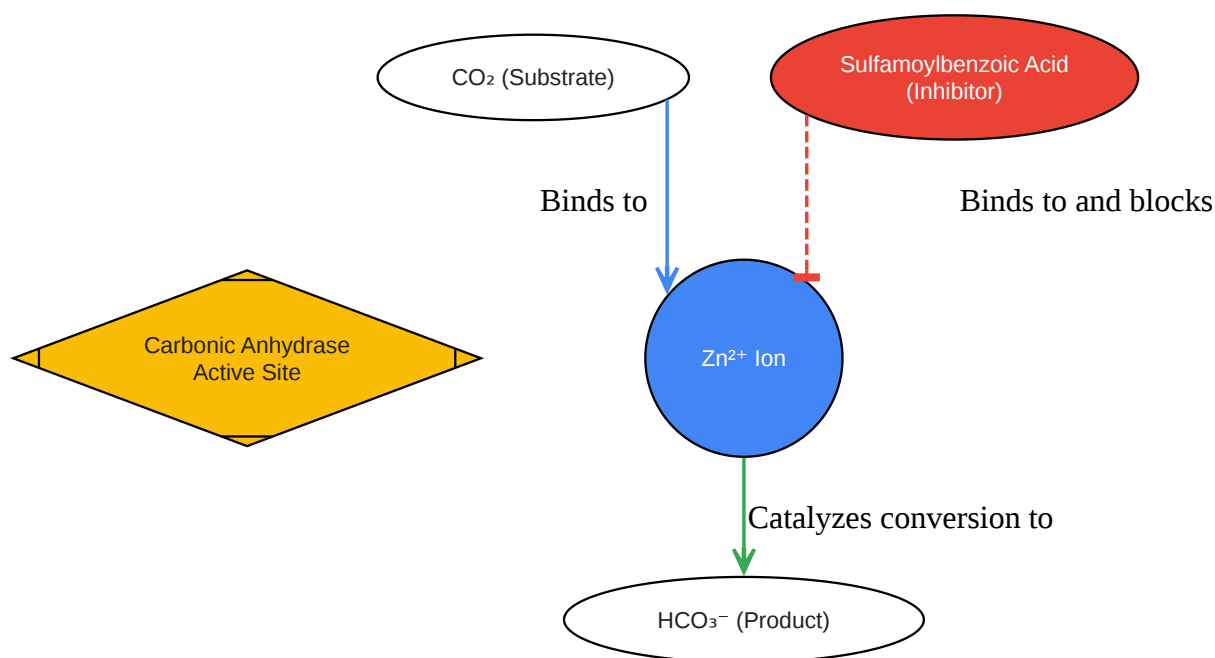 CO₂ (Substrate)
Sulfamoylbenzoic Acid
(Inhibitor)
Binds to
Binds to and blocks
Carbonic Anhydrase
Active Site
Zn²⁺ Ion
Catalyzes conversion to
HCO₃⁻ (Product)